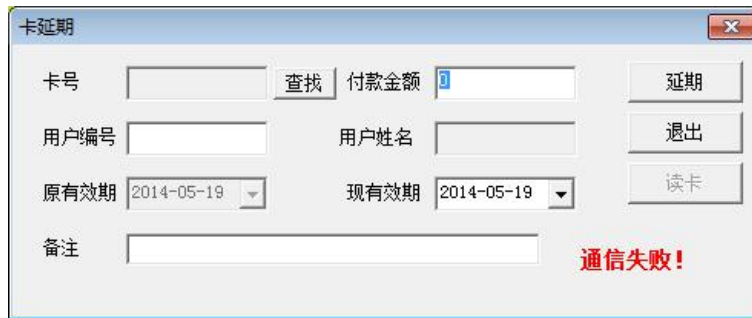 卡延期
卡号 查找 付款金额 0 延期
用户编号 用户姓名 退出
原有效期 2014-05-19 现有效期 2014-05-19 读卡
备注 通信失败!